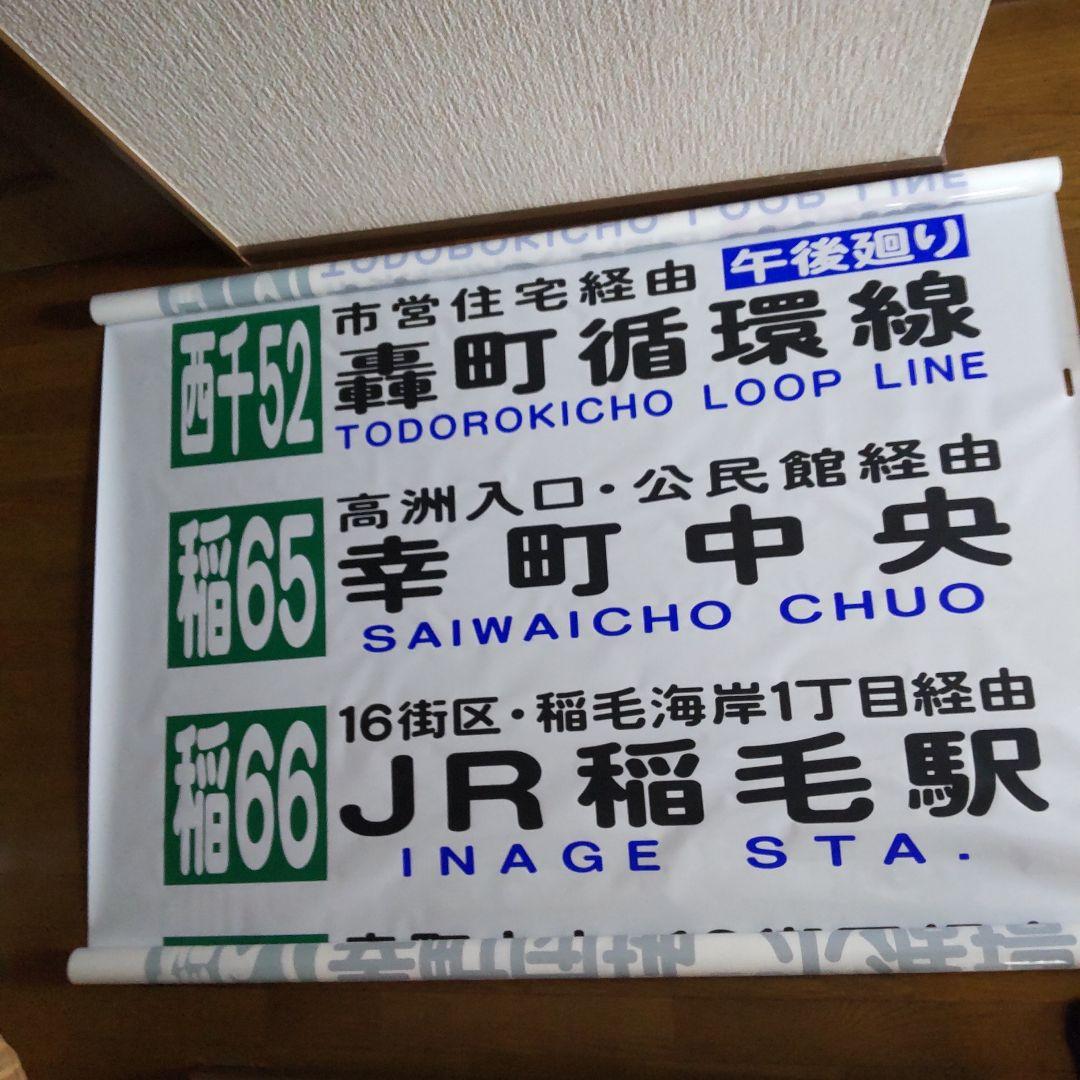 午後廻り
西千52
市営住宅経由
轟町循環線
TODOROKICHO LOOP LINE
稲65
高洲入口・公民館経由
幸町中央
SAIWAICHO CHUO
稲66
16街区・稲毛海岸1丁目経由
JR稲毛駅
INAGE STA.